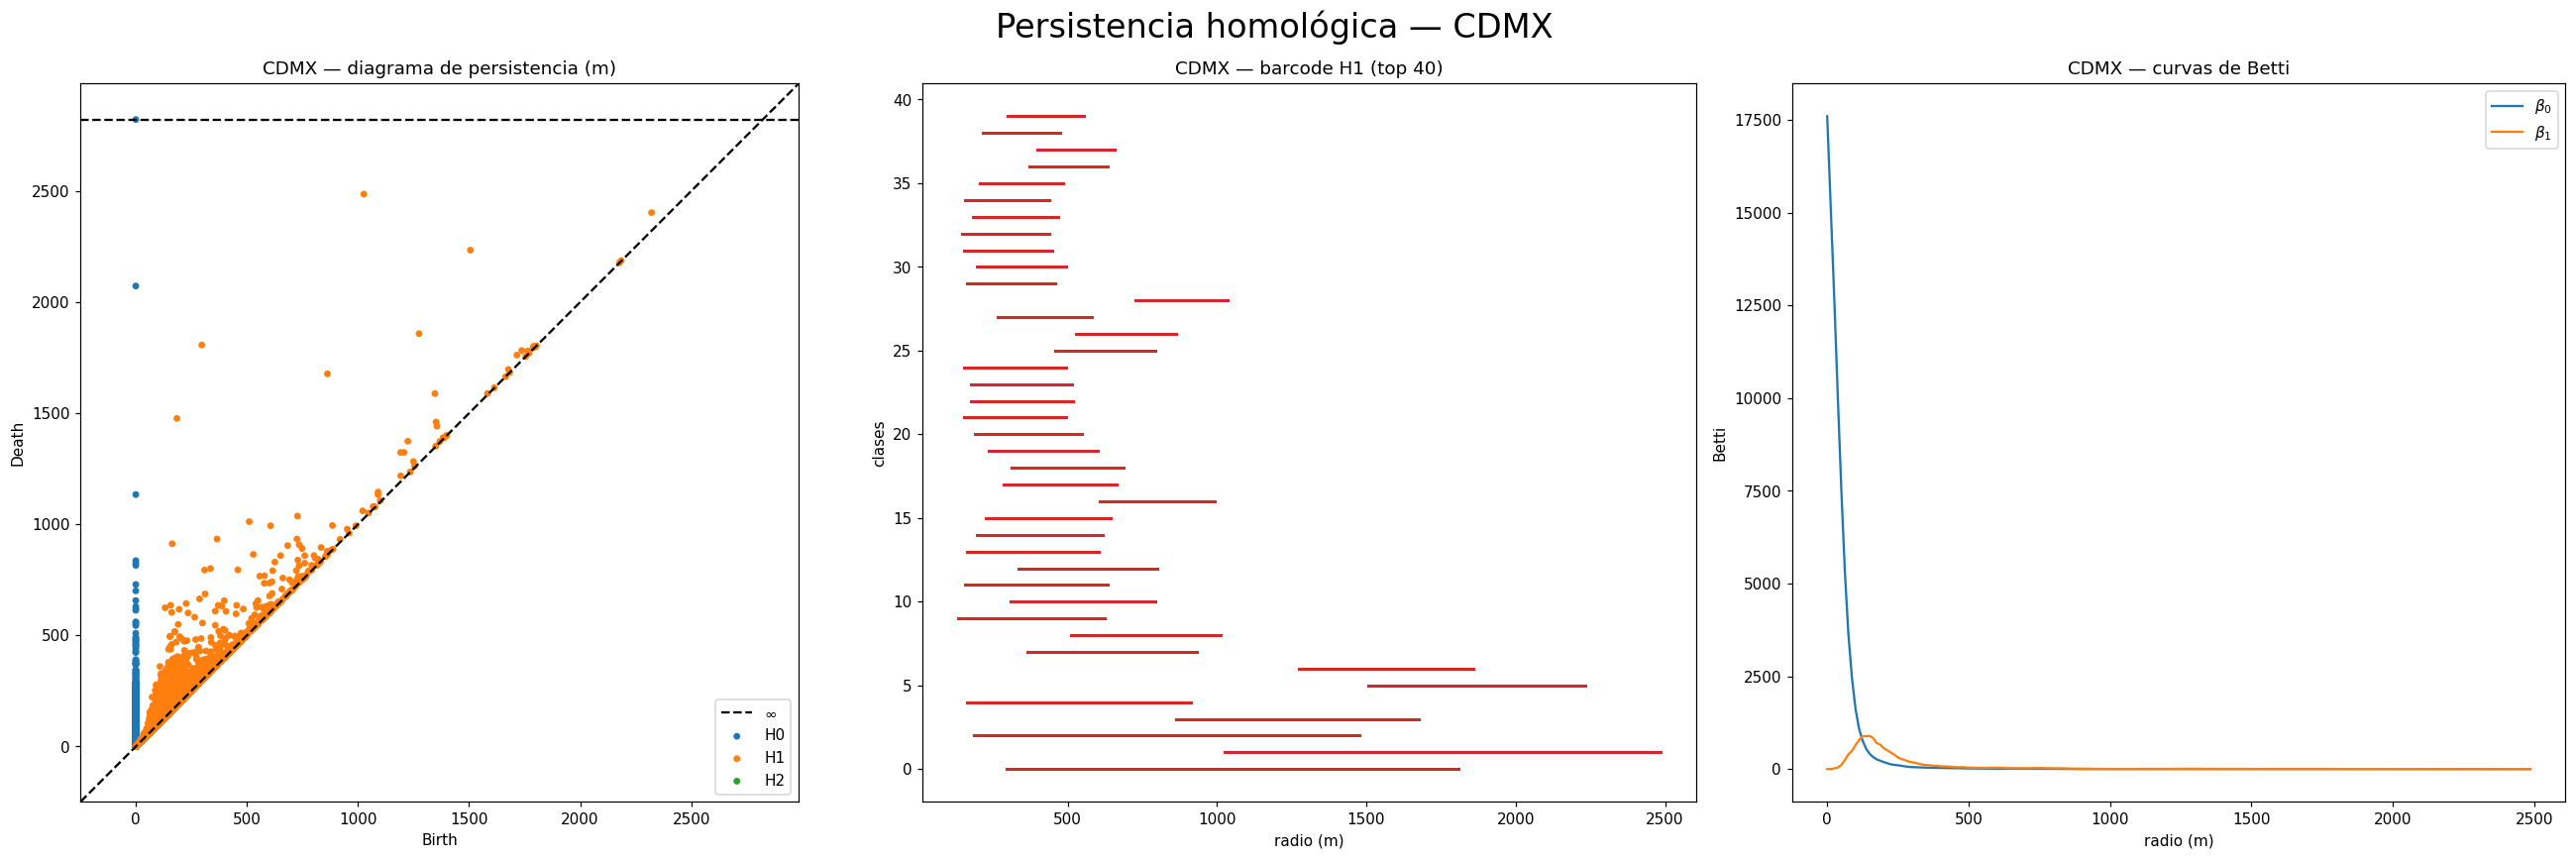 Persistencia homológica — CDMX
CDMX — diagrama de persistencia (m)
Death
2500
2000
1500
1000
500
0
0
500
1000
1500
2000
2500
Birth
∞
H0
H1
H2
CDMX — barcode H1 (top 40)
clases
40
35
30
25
20
15
10
5
0
500
1000
1500
2000
2500
radio (m)
CDMX — curvas de Betti
Betti
17500
15000
12500
10000
7500
5000
2500
0
0
500
1000
1500
2000
2500
radio (m)
β₀
β₁